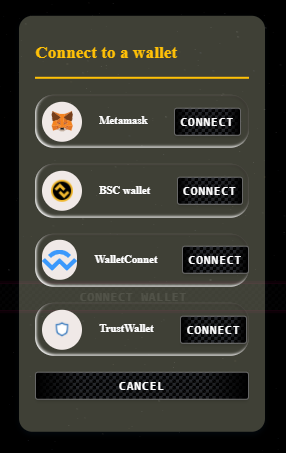 Connect to a wallet
Metamask CONNECT
BSC wallet CONNECT
WalletConnet CONNECT
CONNECT WALLET
TrustWallet CONNECT
CANCEL